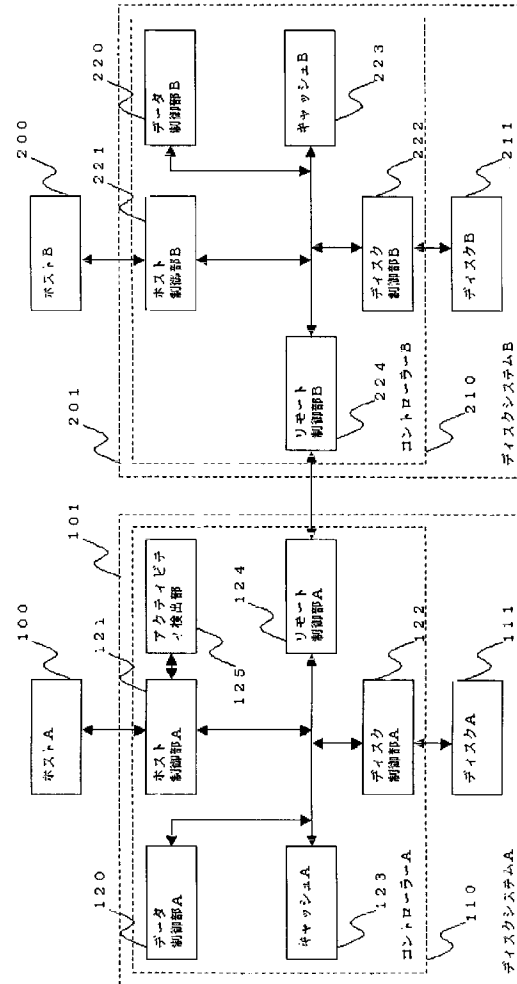 100
ホストA
200
ホストB
101
201
120
データ
制御部A
121
ホスト
制御部A
アクティビテ
ィ検出部
125
221
ホスト
制御部B
220
データ
制御部B
キャッシュA
123
リモート
制御部A
124
リモート
制御部B
224
キャッシュB
223
ディスク
制御部A
122
ディスク
制御部B
222
コントローラーA
110
コントローラーB
210
ディスクA
111
ディスクB
211
ディスクシステムA
ディスクシステムB